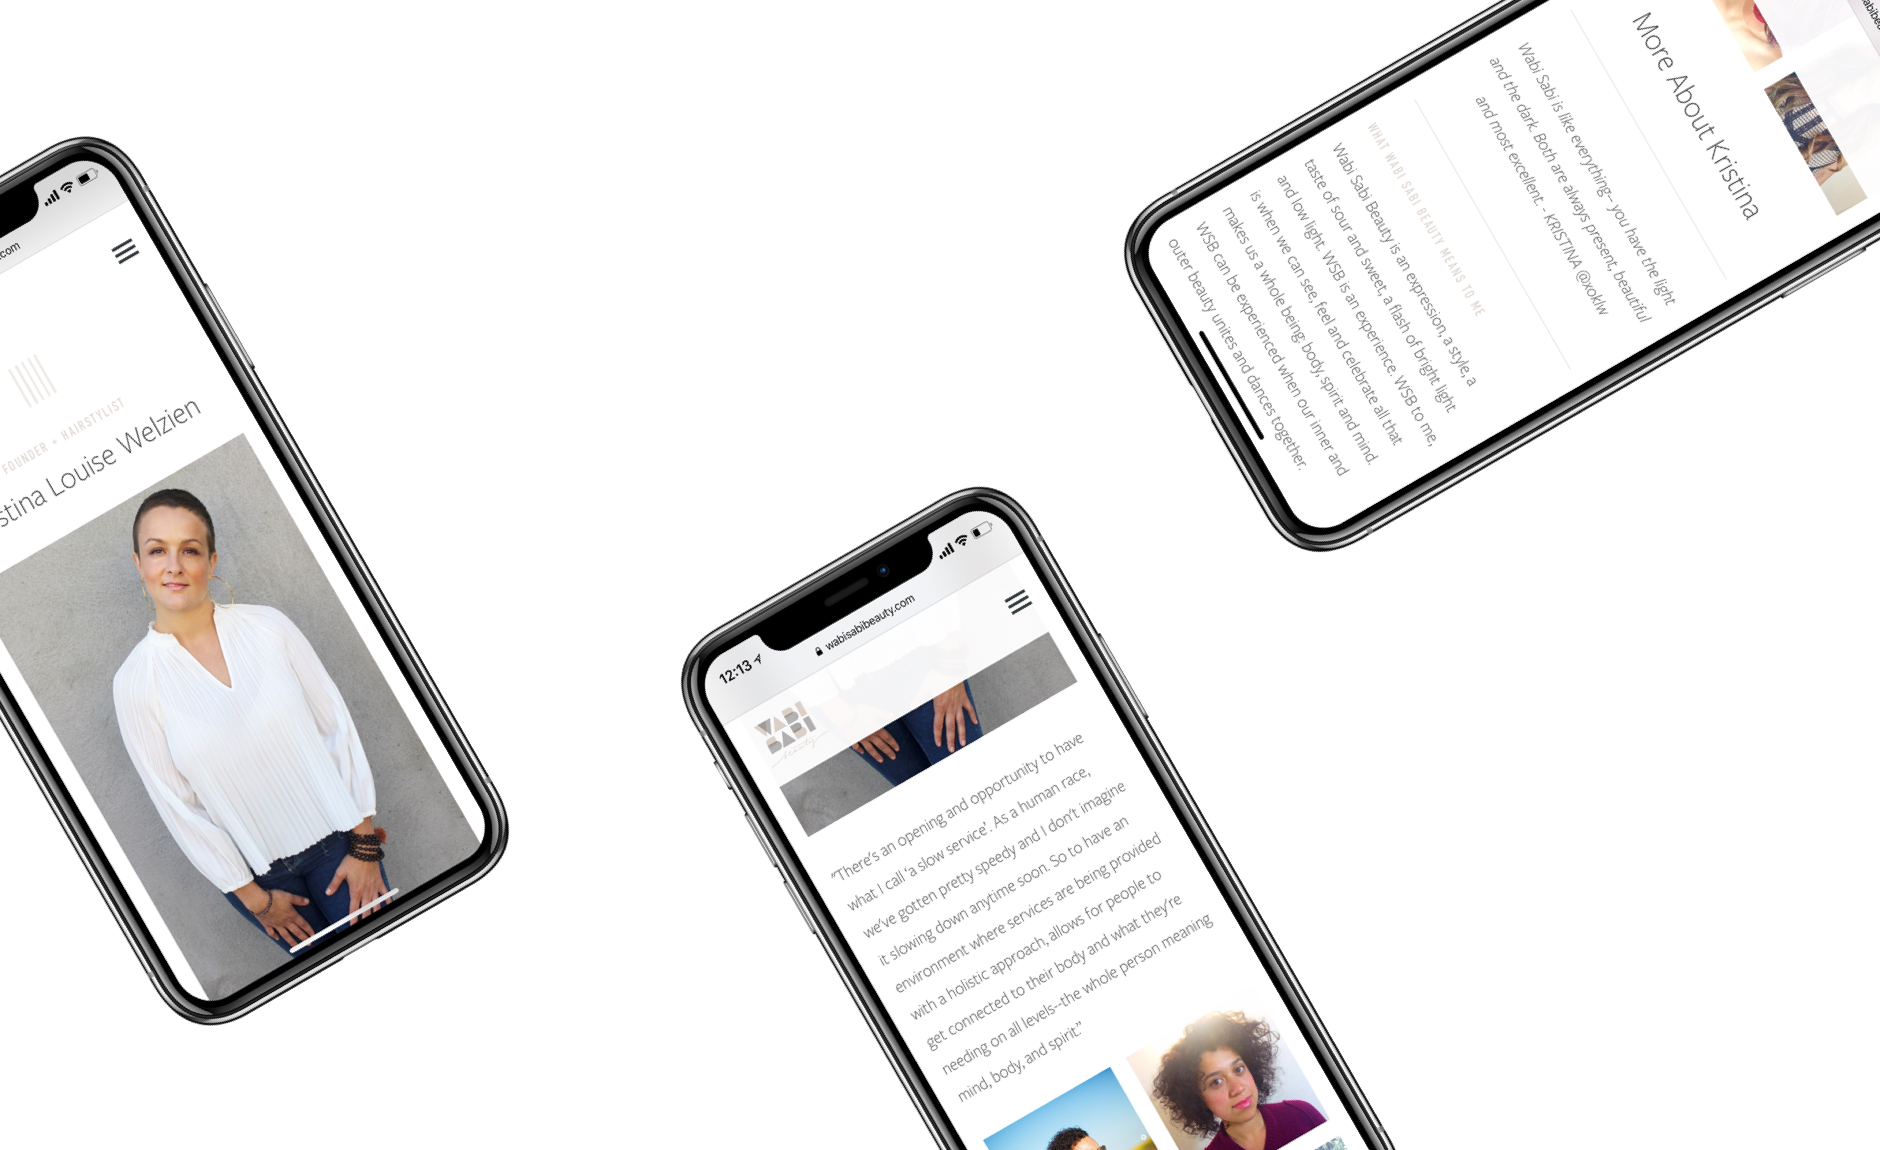 .com
FOUNDER + HAIRSTYLIST
stina Louise Welzien
12:13
wabisabibeauty.com
WABI
SABI
beauty
"There's an opening and opportunity to have
what I call 'a slow service'. As a human race,
we've gotten pretty speedy and I don't imagine
it slowing down anytime soon. So to have an
environment where services are being provided
with a holistic approach, allows for people to
get connected to their body and what they're
needing on all levels--the whole person meaning
mind, body, and spirit."
More About Kristina
Wabi Sabi is like everything-- you have the light
and the dark. Both are always present, beautiful
and most excellent. - KRISTINA @xoklw
WHAT WABI SABI BEAUTY MEANS TO ME
Wabi Sabi Beauty is an expression, a style, a
taste of sour and sweet, a flash of bright light
and low light. WSB is an experience. WSB to me,
is when we can see, feel and celebrate all that
makes us a whole being: body, spirit and mind.
WSB can be experienced when our inner and
outer beauty unites and dances together.